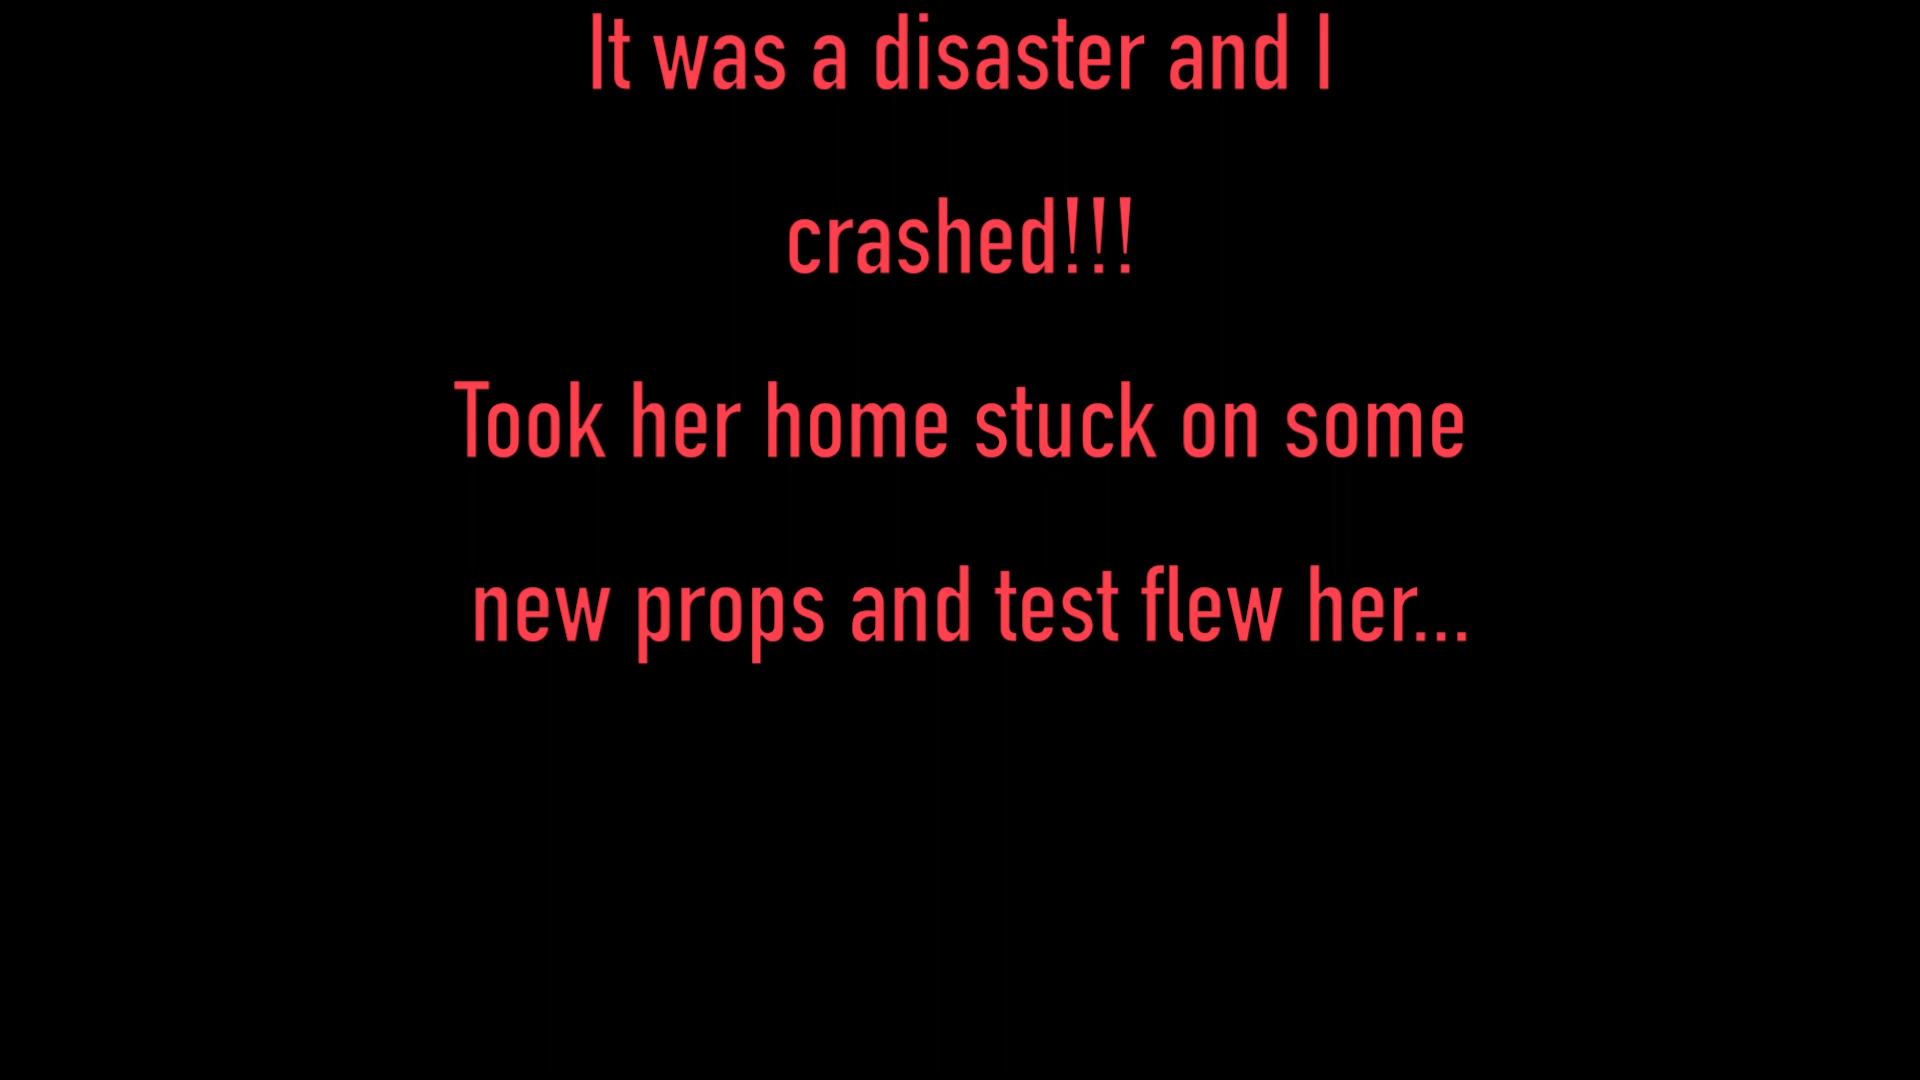 It was a disaster and I
crashed!!!
Took her home stuck on some
new props and test flew her...